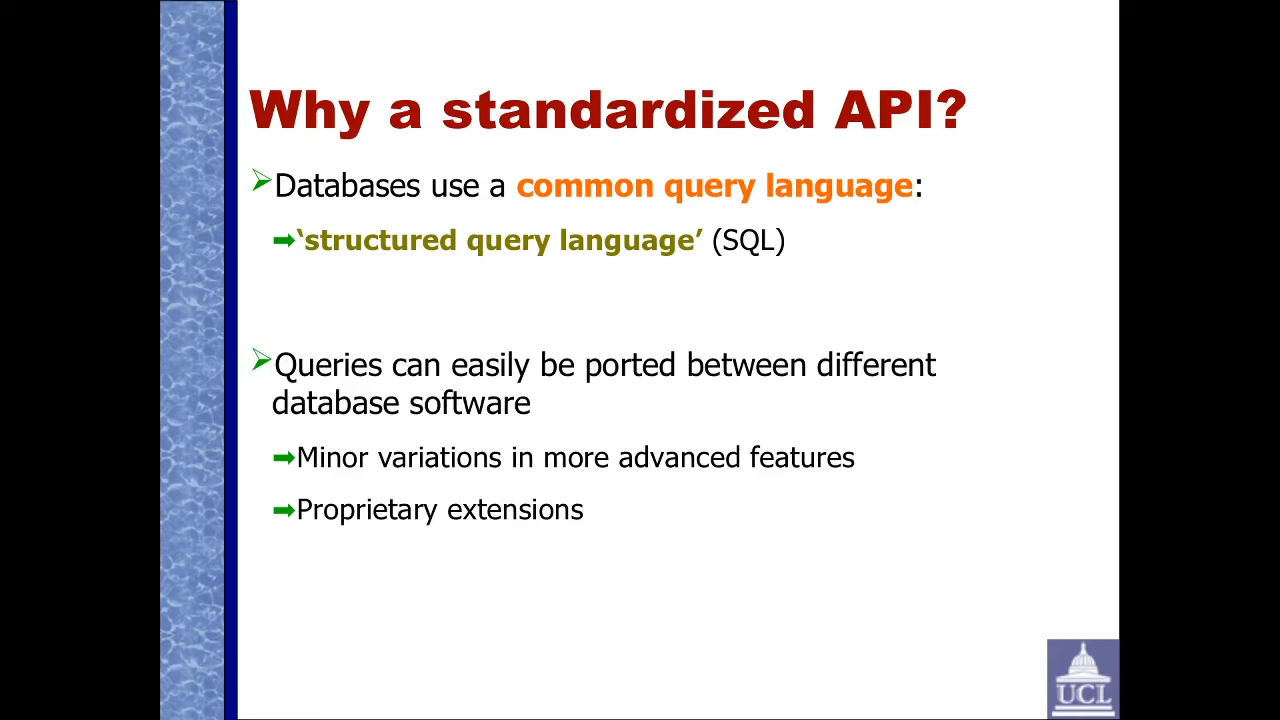 Why a standardized API?
Databases use a common query language:
‘structured query language’ (SQL)
Queries can easily be ported between different
database software
Minor variations in more advanced features
Proprietary extensions
UCL